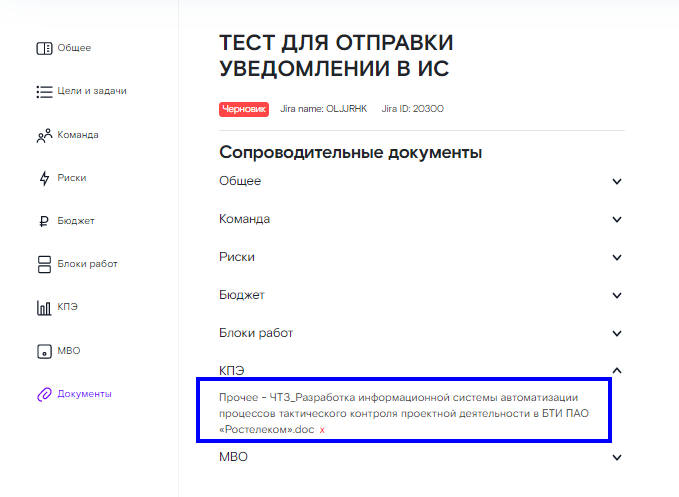 Общее
Цели и задачи
Команда
Риски
Бюджет
Блоки работ
КПЭ
МВО
Документы
ТЕСТ ДЛЯ ОТПРАВКИ
УВЕДОМЛЕНИИ В ИС
Черновик Jira name: OLJJRHK Jira ID: 20300
Сопроводительные документы
Общее
Команда
Риски
Бюджет
Блоки работ
КПЭ
Прочее - ЧТЗ_Разработка информационной системы автоматизации
процессов тактического контроля проектной деятельности в БТИ ПАО
«Ростелеком».doc x
МВО